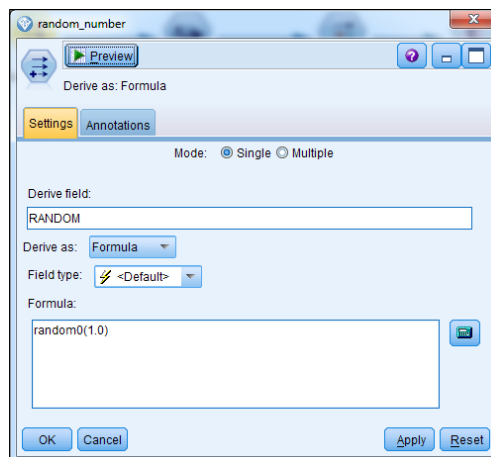 random_number
Preview
Derive as: Formula
Settings Annotations
Mode: Single Multiple
Derive field:
RANDOM
Derive as: Formula
Field type: <Default>
Formula:
random0(1.0)
OK Cancel Apply Reset